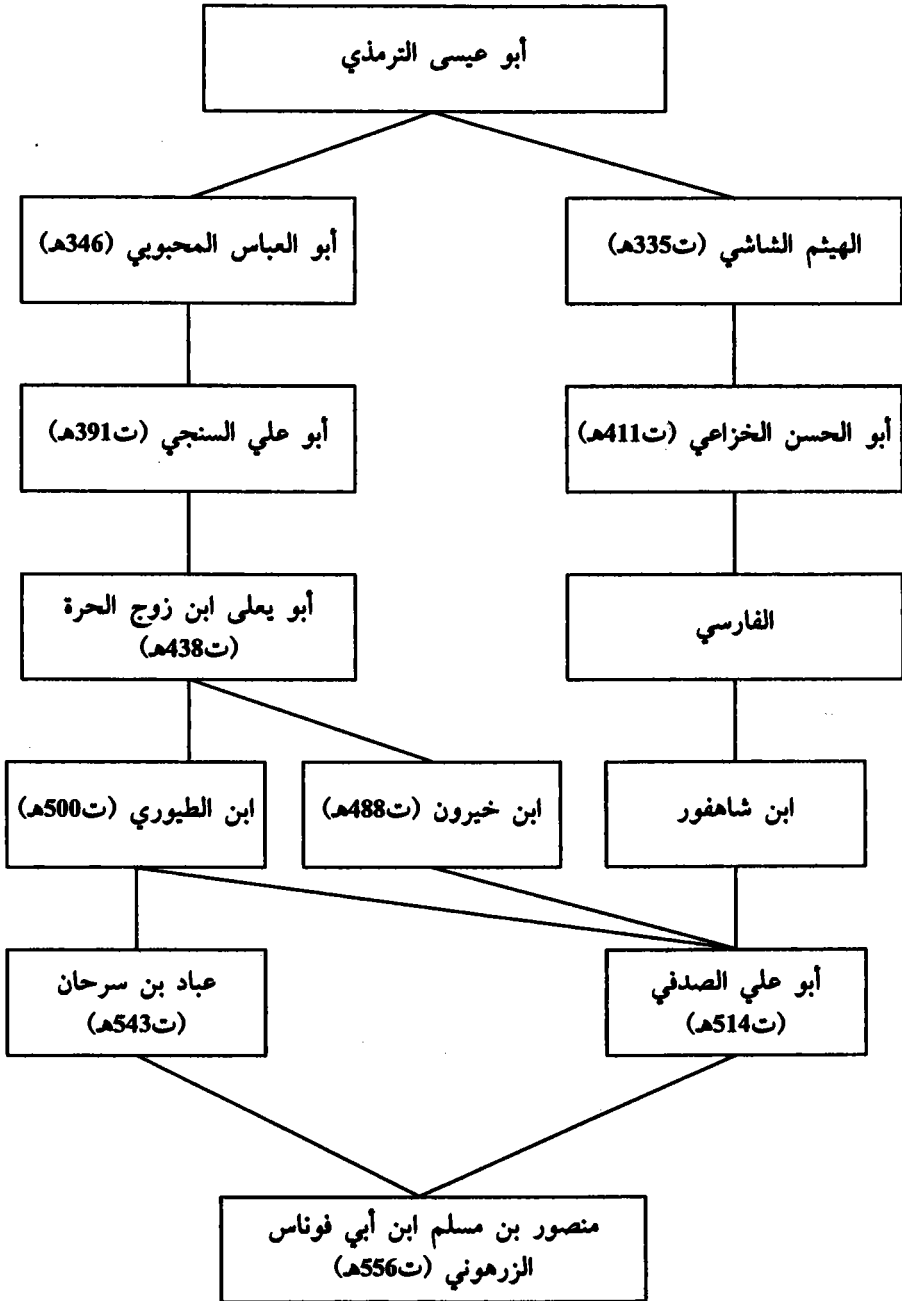 أبو عيسى الترمذي
الهيثم الشاشي (ت335هـ)
أبو العباس المحبوبي (346هـ)
أبو الحسن الخزاعي (ت411هـ)
أبو علي السنجي (ت391هـ)
الفارسي
أبو يعلى ابن زوج الحرة
(ت438هـ)
ابن شاهفور
ابن خيرون (ت488هـ)
ابن الطيوري (ت500هـ)
أبو علي الصدفي
(ت514هـ)
عباد بن سرحان
(ت543هـ)
منصور بن مسلم ابن أبي فوناس
الزرهوني (ت556هـ)